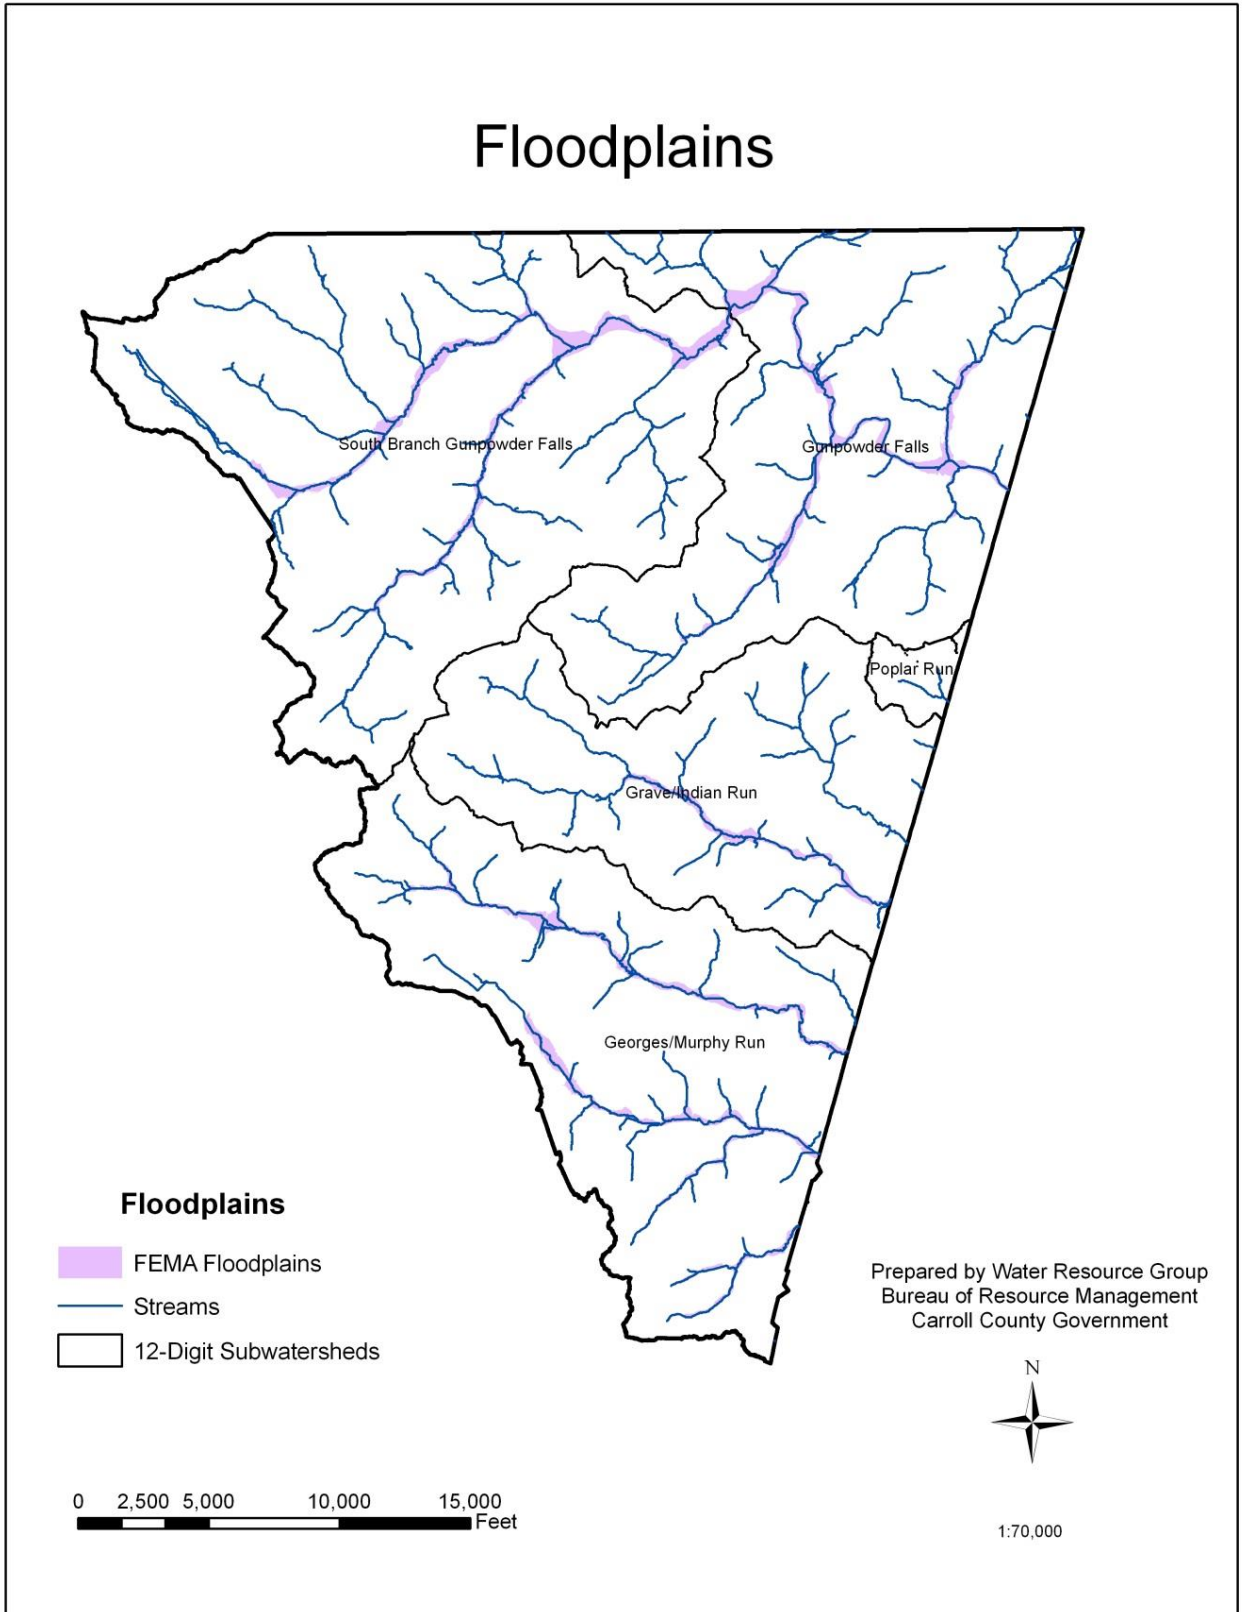 Floodplains
South Branch Gunpowder Falls
Gunpowder Falls
Poplar Run
Grave/Indian Run
Georges/Murphy Run
Floodplains
FEMA Floodplains
Streams
12-Digit Subwatersheds
Prepared by Water Resource Group
Bureau of Resource Management
Carroll County Government
N
0 2,500 5,000 10,000 15,000
Feet
1:70,000